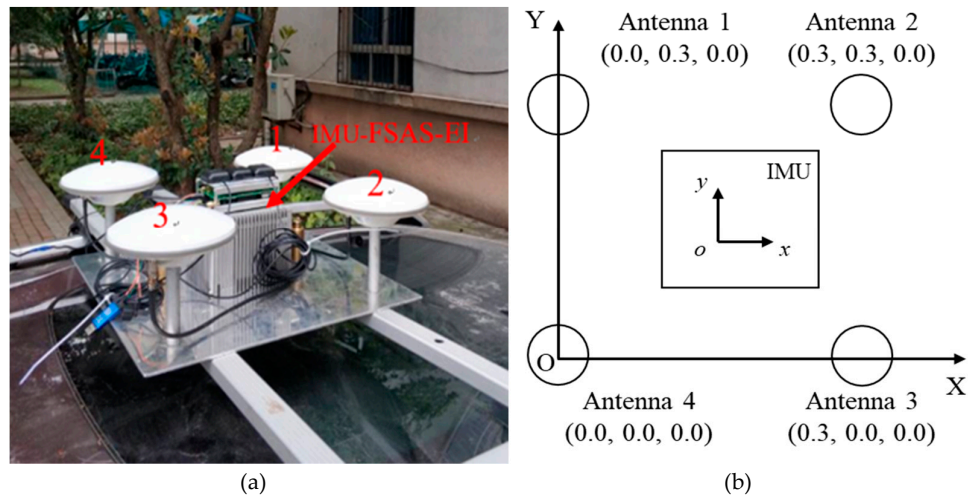 IMU-FSAS-EI
1
4
2
3
(a)
Y
Antenna 1
(0.0, 0.3, 0.0)
Antenna 2
(0.3, 0.3, 0.0)
IMU
y
o
x
O
X
Antenna 4
(0.0, 0.0, 0.0)
Antenna 3
(0.3, 0.0, 0.0)
(b)